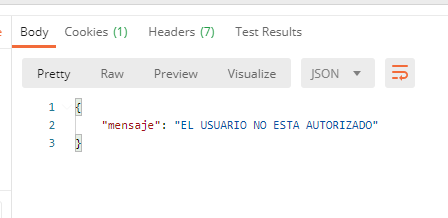 Body Cookies (1) Headers (7) Test Results
Pretty Raw Preview Visualize JSON
1 {
2 "mensaje": "EL USUARIO NO ESTA AUTORIZADO"
3 }